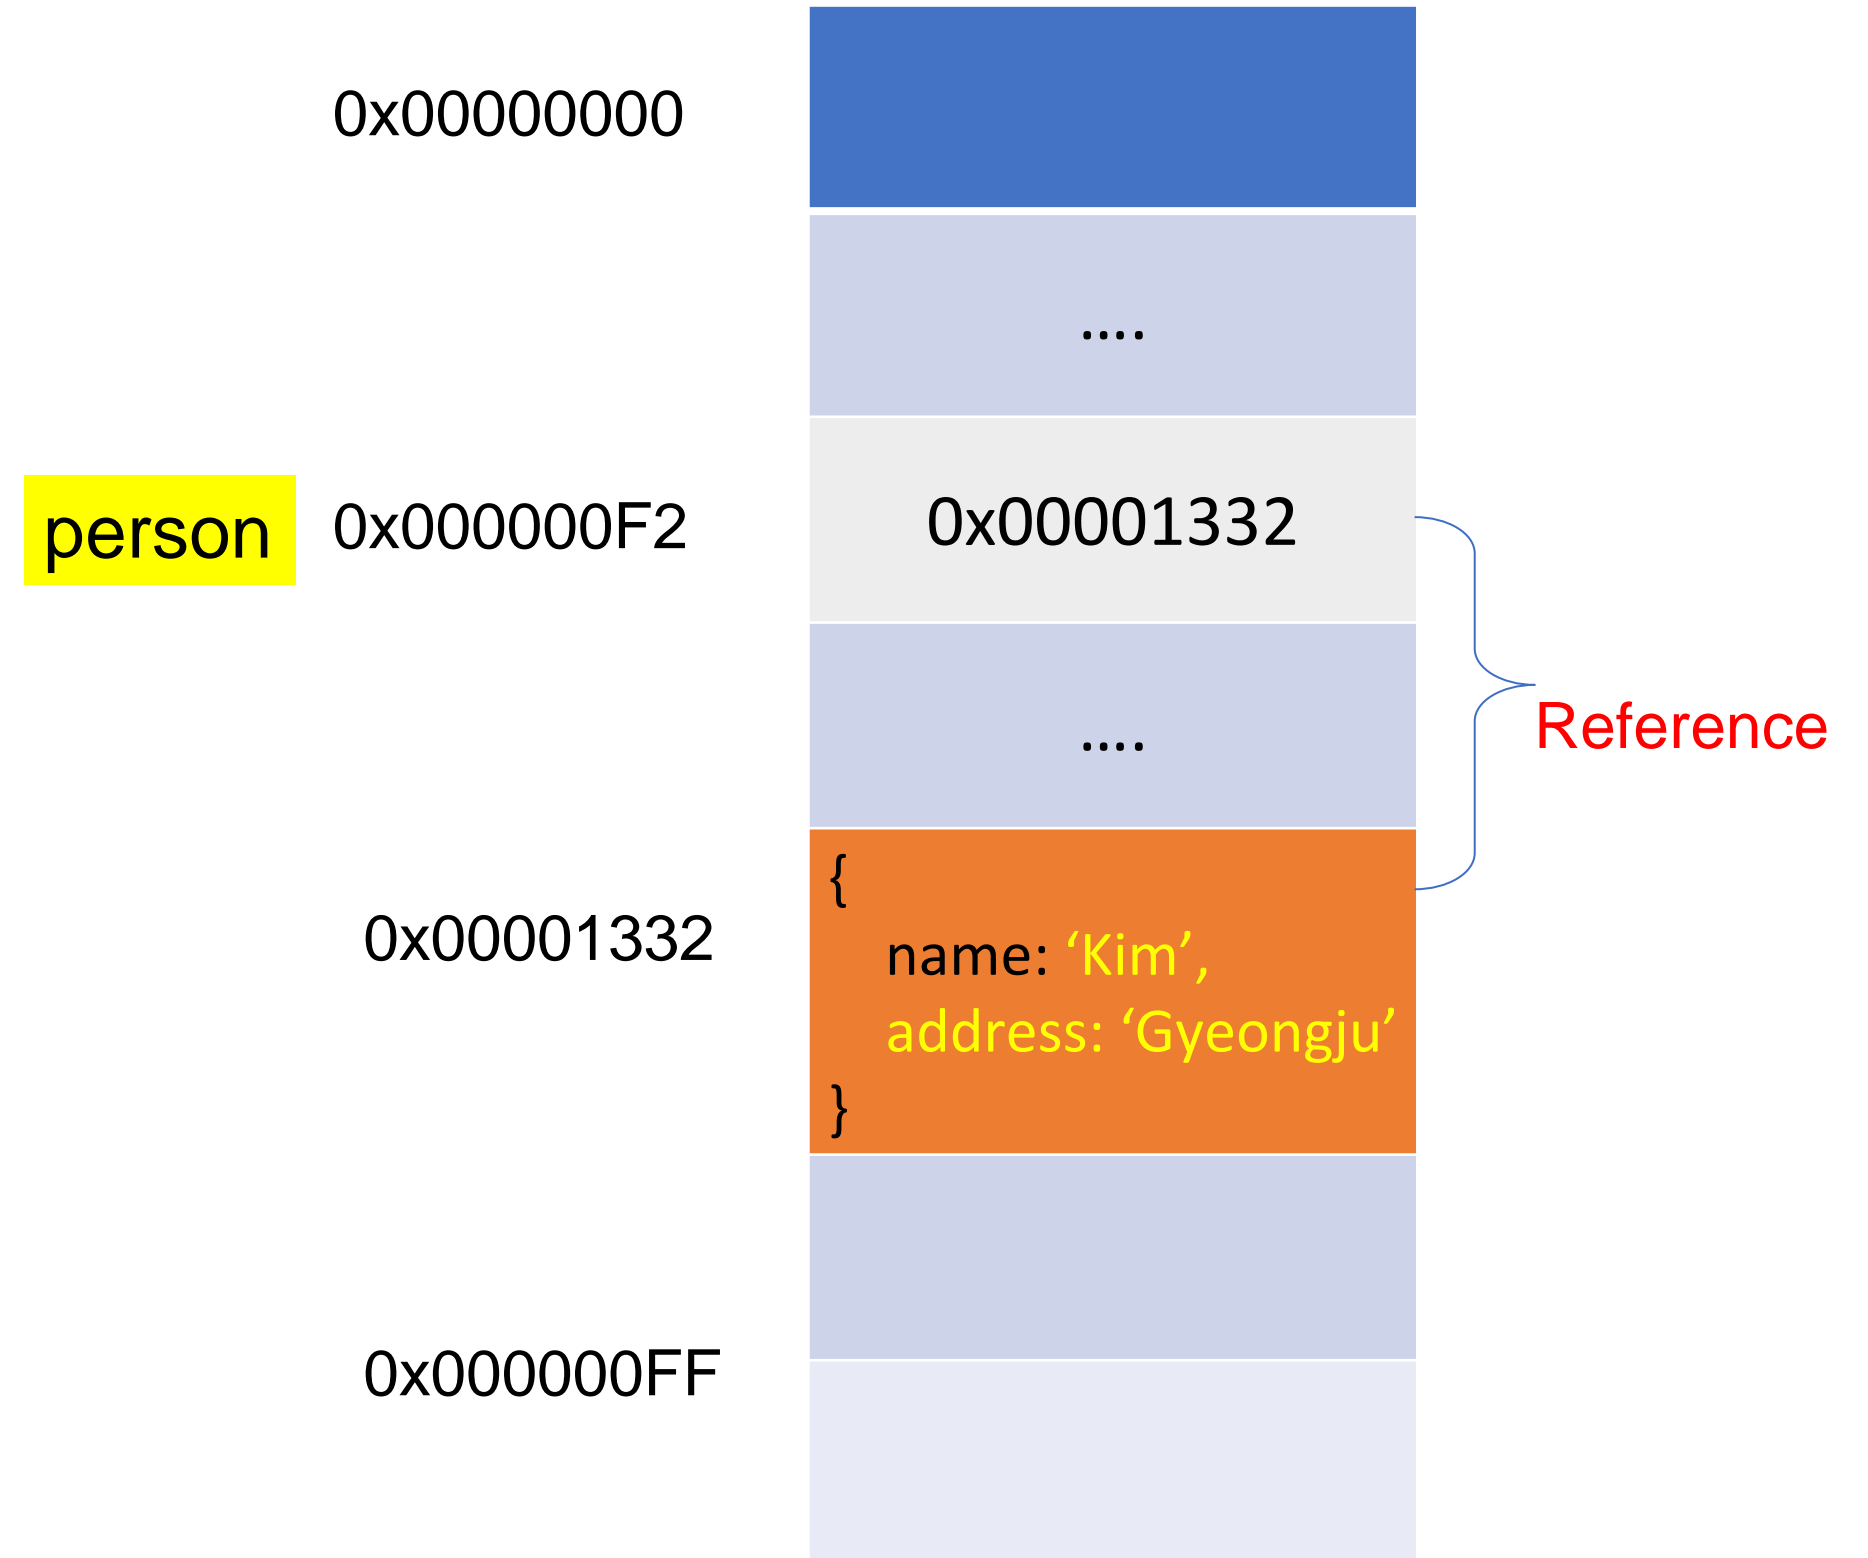 0x00000000
....
person
0x000000F2
0x00001332
....
Reference
0x00001332
{
name: ‘Kim’,
address: ‘Gyeongju’
}
0x000000FF